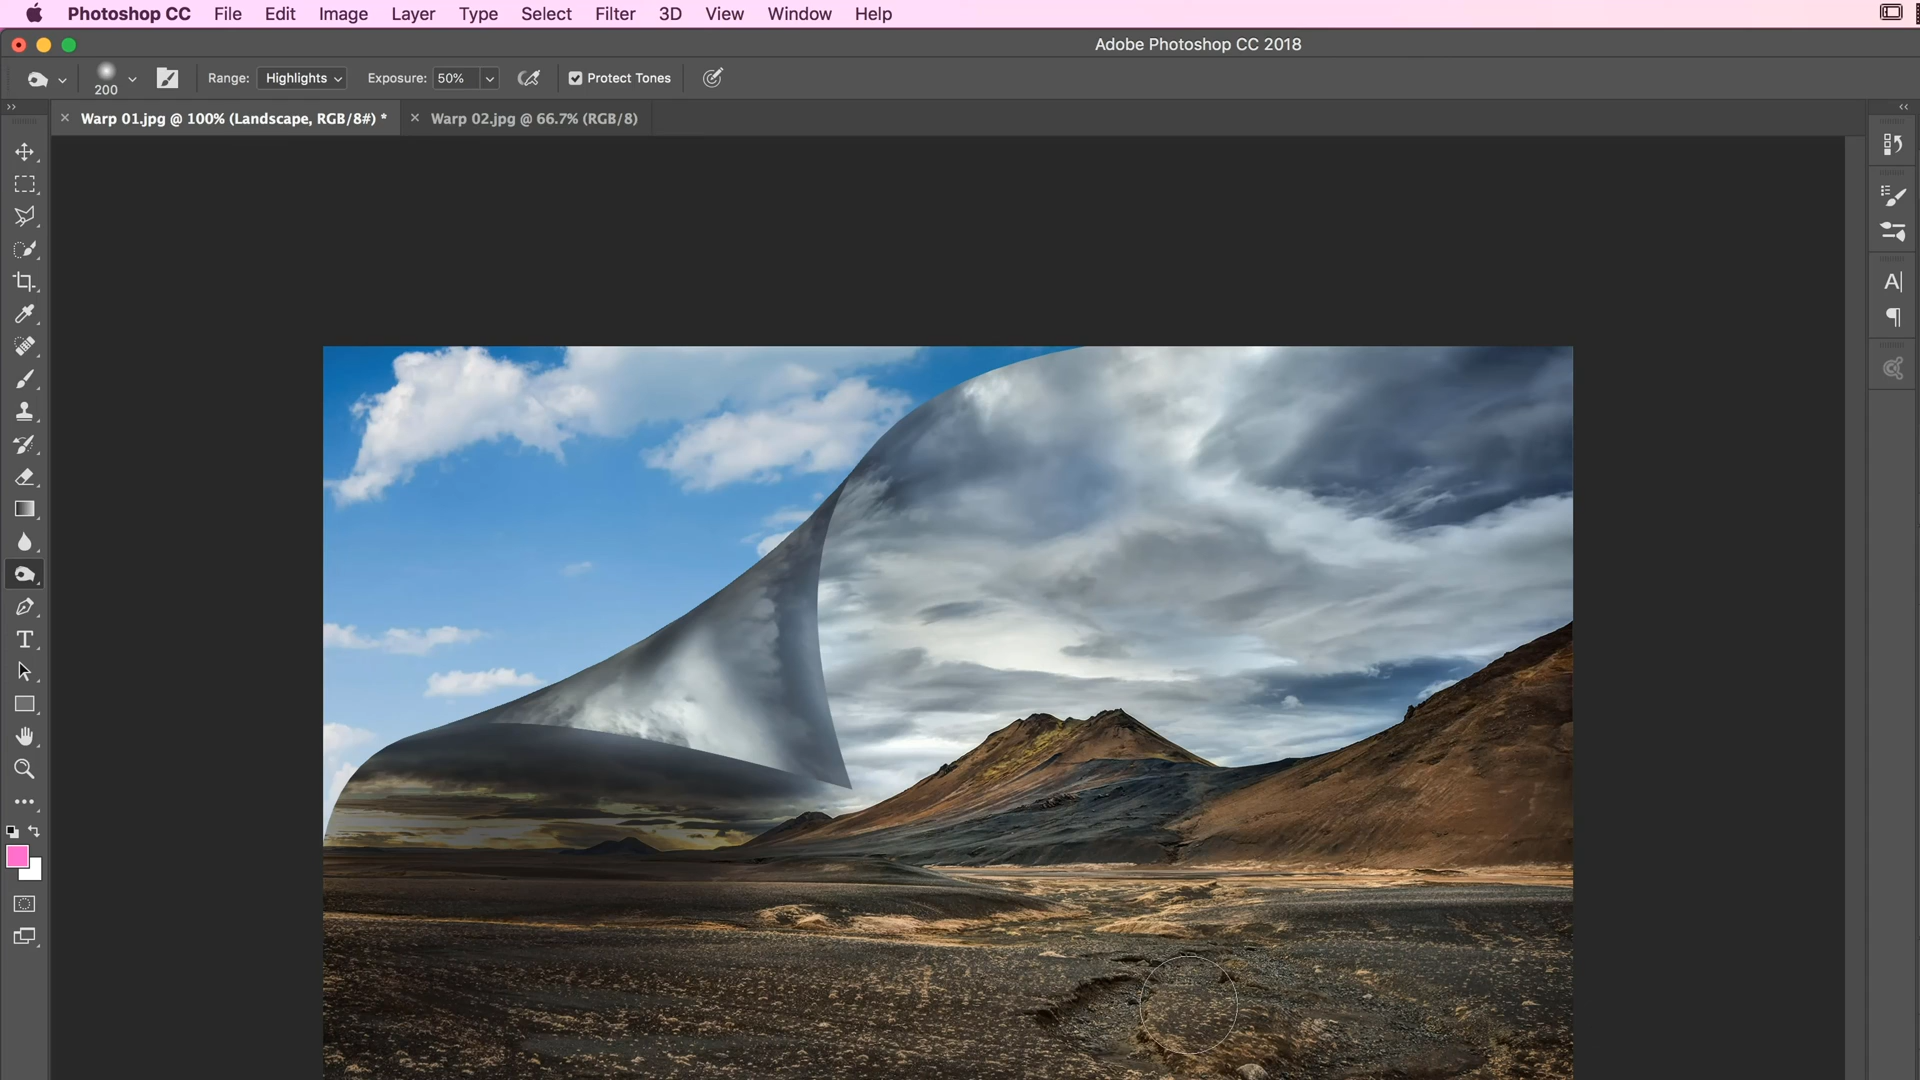 Photoshop CC File Edit Image Layer Type Select Filter 3D View Window Help
Adobe Photoshop CC 2018
200 Range: Highlights Exposure: 50% Protect Tones
Warp 01.jpg @ 100% (Landscape, RGB/8#) * Warp 02.jpg @ 66.7% (RGB/8)